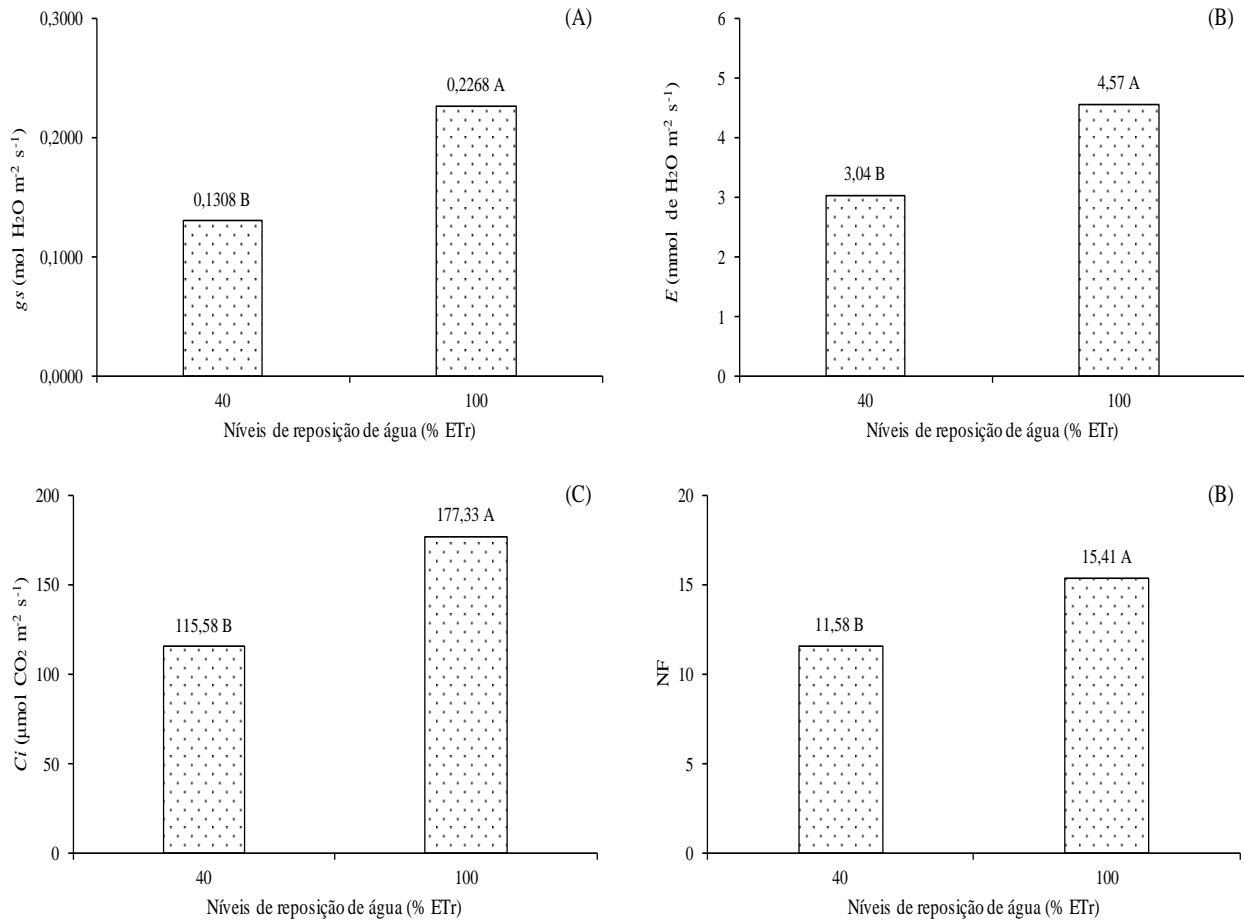 (A)
0,3000
0,2000
0,1000
0,0000
gs (mol H2O m-2 s-1)
0,1308 B
0,2268 A
40
100
Níveis de reposição de água (% ETr)
(B)
6
5
4
3
2
1
0
E (mmol de H2O m-2 s-1)
3,04 B
4,57 A
40
100
Níveis de reposição de água (% ETr)
(C)
200
150
100
50
0
Ci (µmol CO2 m-2 s-1)
115,58 B
177,33 A
40
100
Níveis de reposição de água (% ETr)
(B)
20
15
10
5
0
NF
11,58 B
15,41 A
40
100
Níveis de reposição de água (% ETr)